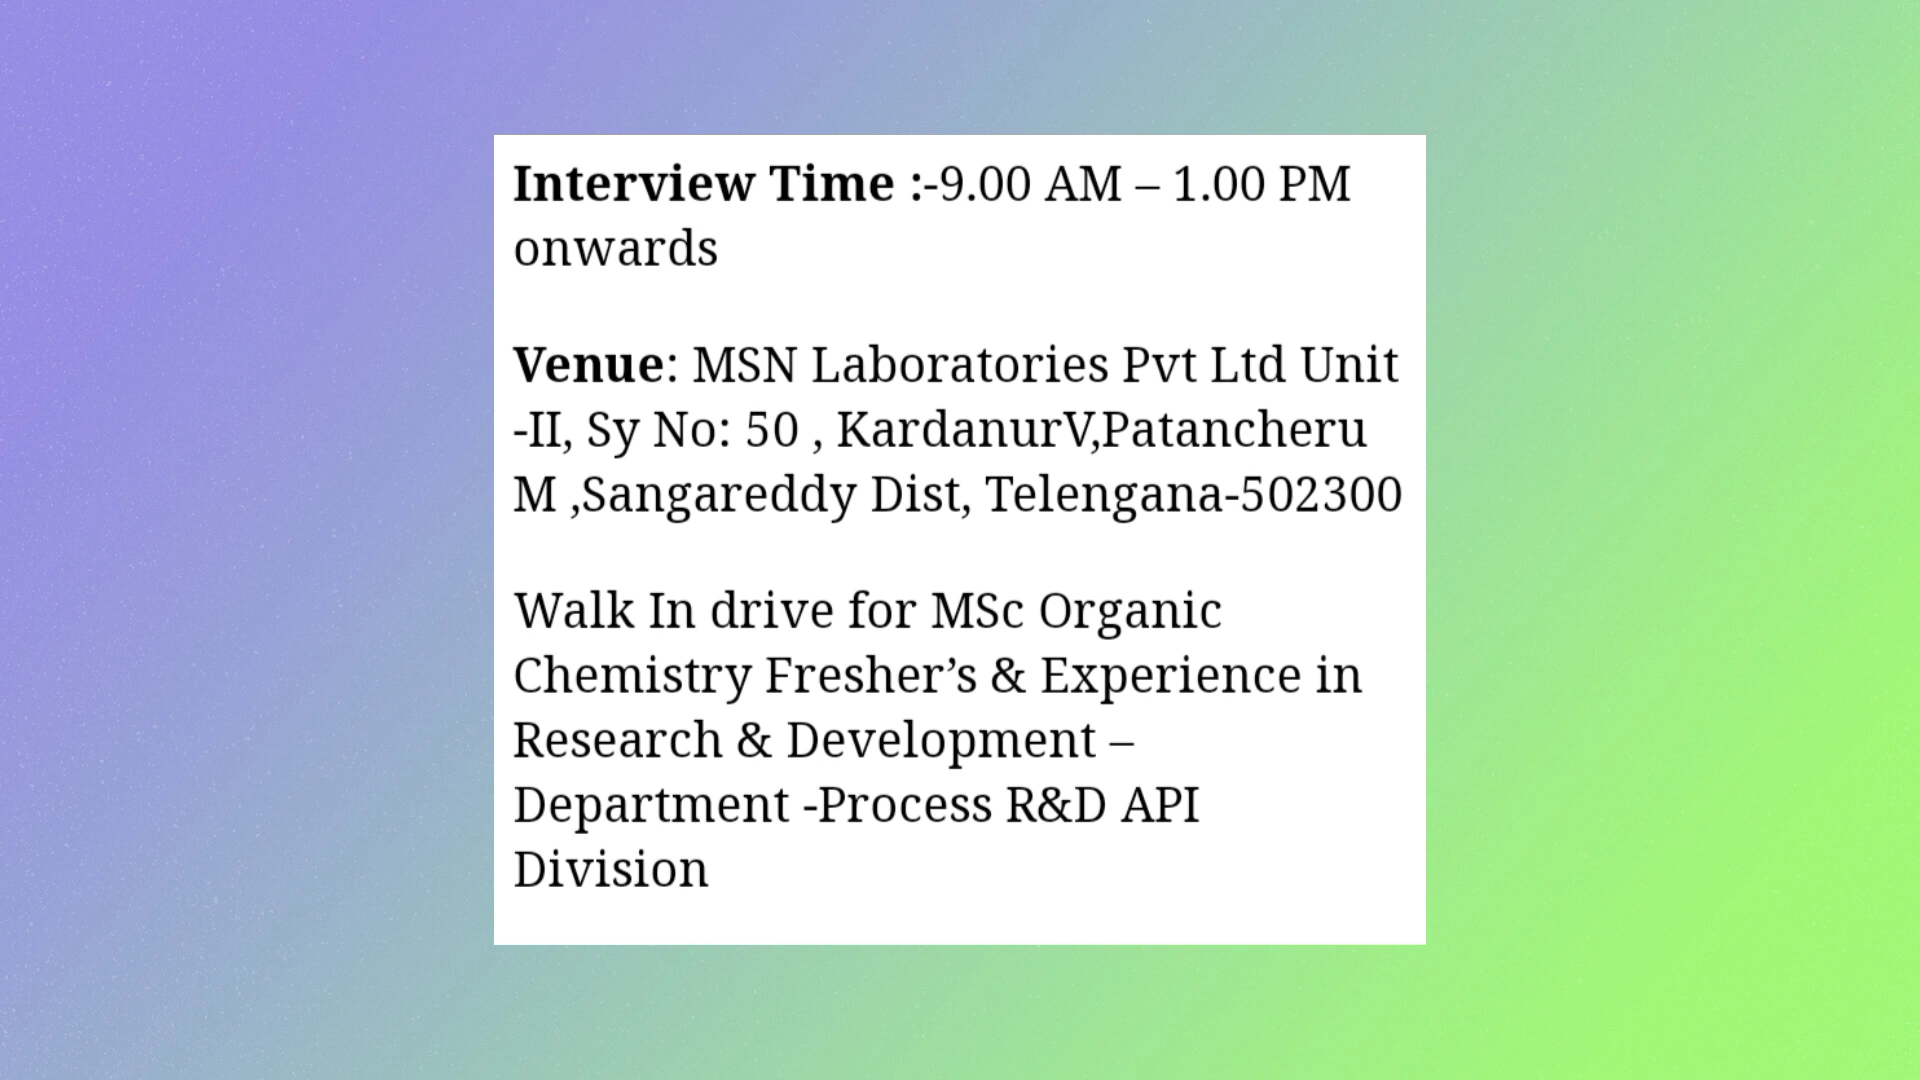 Interview Time :-9.00 AM – 1.00 PM
onwards
Venue: MSN Laboratories Pvt Ltd Unit
-II, Sy No: 50 , KardanurV,Patancheru
M ,Sangareddy Dist, Telengana-502300
Walk In drive for MSc Organic
Chemistry Fresher’s & Experience in
Research & Development –
Department -Process R&D API
Division